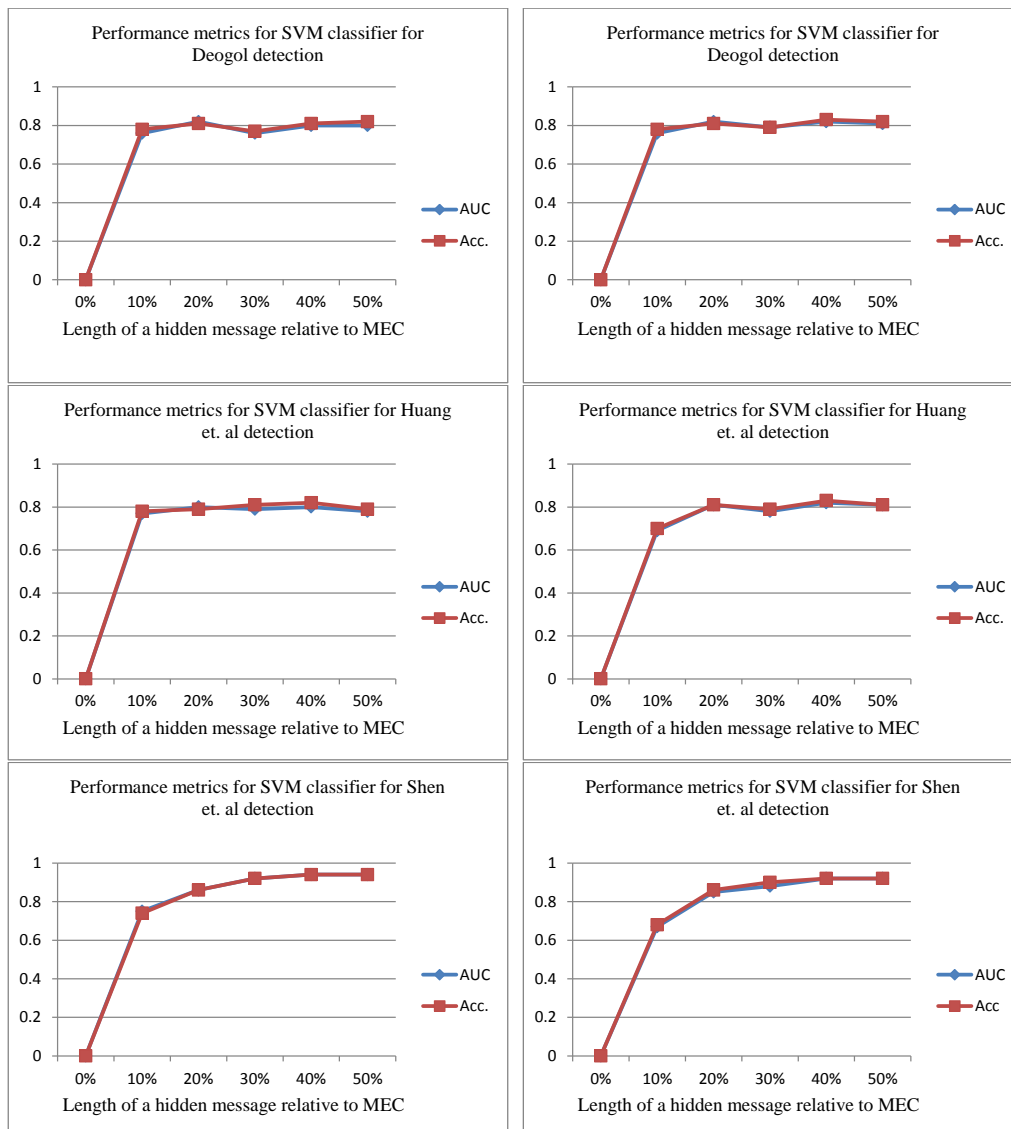 Performance metrics for SVM classifier for
Deogol detection
1
0.8
0.6
0.4
0.2
0
0% 10% 20% 30% 40% 50%
Length of a hidden message relative to MEC
AUC
Acc.
Performance metrics for SVM classifier for
Deogol detection
1
0.8
0.6
0.4
0.2
0
0% 10% 20% 30% 40% 50%
Length of a hidden message relative to MEC
AUC
Acc.
Performance metrics for SVM classifier for Huang
et. al detection
1
0.8
0.6
0.4
0.2
0
0% 10% 20% 30% 40% 50%
Length of a hidden message relative to MEC
AUC
Acc.
Performance metrics for SVM classifier for Huang
et. al detection
1
0.8
0.6
0.4
0.2
0
0% 10% 20% 30% 40% 50%
Length of a hidden message relative to MEC
AUC
Acc.
Performance metrics for SVM classifier for Shen
et. al detection
1
0.8
0.6
0.4
0.2
0
0% 10% 20% 30% 40% 50%
Length of a hidden message relative to MEC
AUC
Acc.
Performance metrics for SVM classifier for Shen
et. al detection
1
0.8
0.6
0.4
0.2
0
0% 10% 20% 30% 40% 50%
Length of a hidden message relative to MEC
AUC
Acc